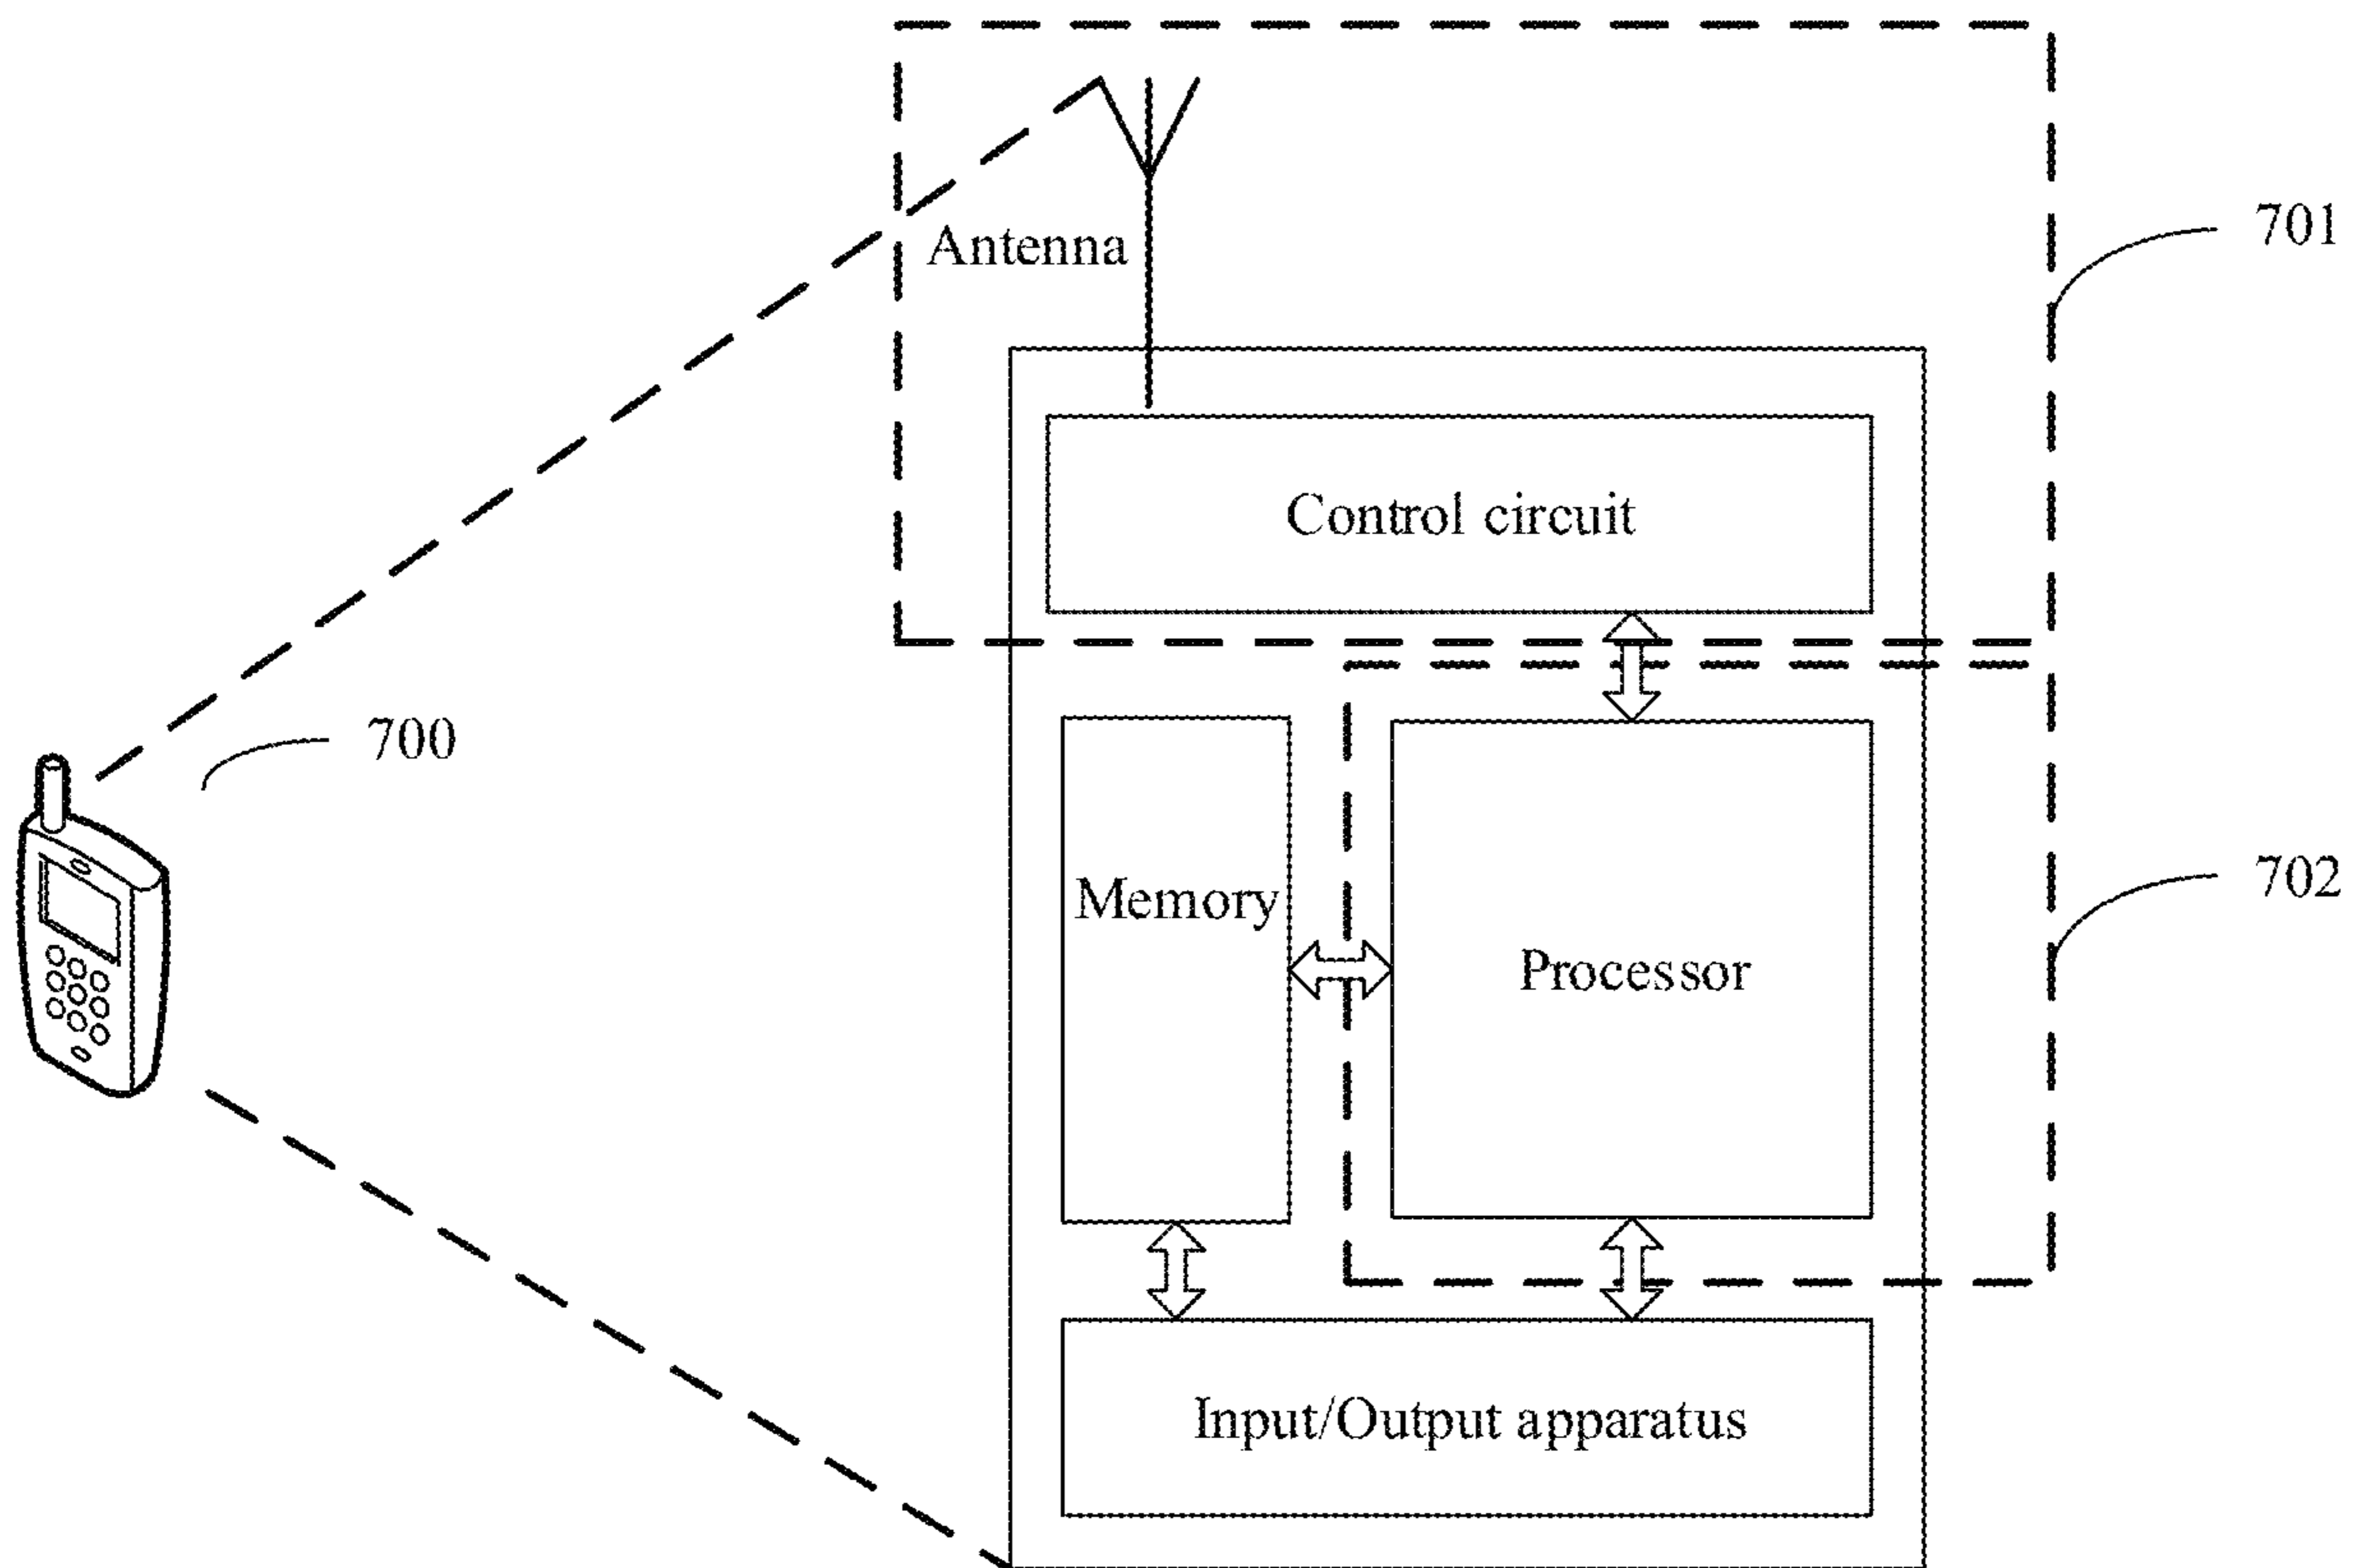 Antenna
701
Control circuit
700
Memory
702
Processor
Input/Output apparatus